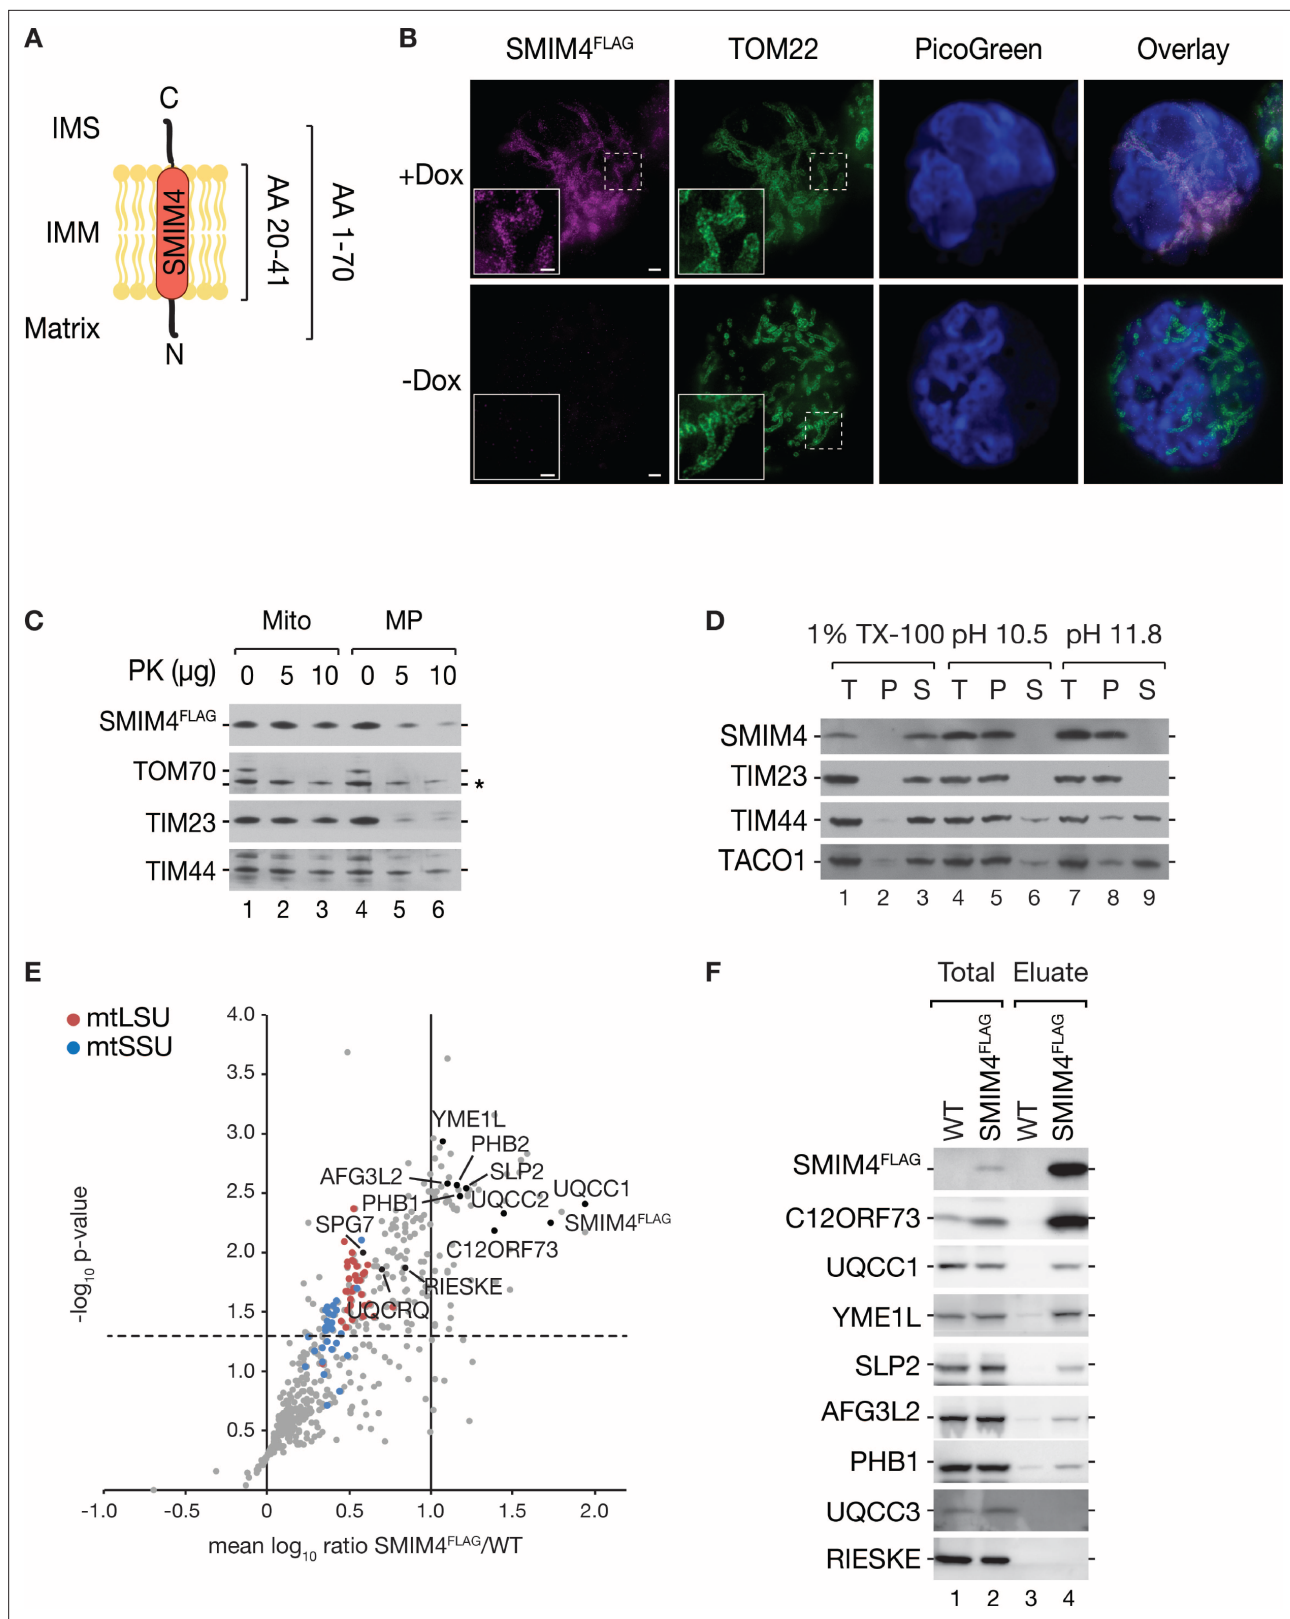 A
C
IMS
IMM
Matrix
SMIM4
N
AA 20-41
AA 1-70
B
SMIM4FLAG TOM22 PicoGreen Overlay
+Dox
-Dox
C
Mito MP
PK (µg) 0 5 10 0 5 10
SMIM4FLAG
TOM70
*
TIM23
TIM44
1 2 3 4 5 6
D
1% TX-100 pH 10.5 pH 11.8
T P S T P S T P S
SMIM4
TIM23
TIM44
TACO1
1 2 3 4 5 6 7 8 9
E
mtLSU
mtSSU
4.0
3.5
3.0
2.5
2.0
1.5
1.0
0.5
-log10 p-value
YME1L
PHB2
AFG3L2
SLP2
PHB1
UQCC2
UQCC1
SPG7
SMIM4FLAG
C12ORF73
RIESKE
UQCRQ
-1.0 -0.5 0 0.5 1.0 1.5 2.0
mean log10 ratio SMIM4FLAG/WT
F
Total Eluate
WT
SMIM4FLAG
WT
SMIM4FLAG
SMIM4FLAG
C12ORF73
UQCC1
YME1L
SLP2
AFG3L2
PHB1
UQCC3
RIESKE
1 2 3 4